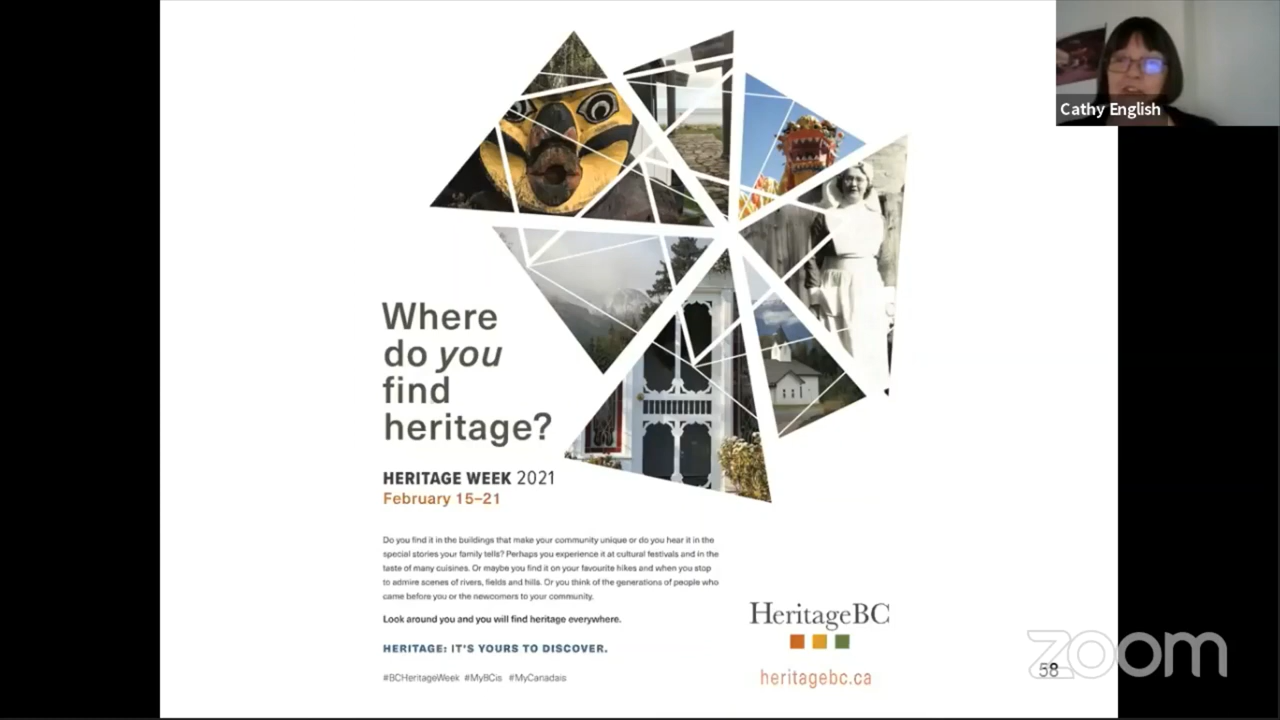 Cathy English
Where
do you
find
heritage?
HERITAGE WEEK 2021
February 15–21
Do you find it in the buildings that make your community unique or do you hear it in the
special stories your family tells? Perhaps you experience it at cultural festivals and in the
taste of many cuisines. Or maybe you find it on your favourite hikes and when you stop
to admire scenes of rivers, fields and hills. Or you think of the generations of people who
came before you or the newcomers to your community.
Look around you and you will find heritage everywhere.
HERITAGE: IT'S YOURS TO DISCOVER.
#BCHeritageWeek #MyBCis #MyCanadais
HeritageBC
heritagebc.ca
58
zoom